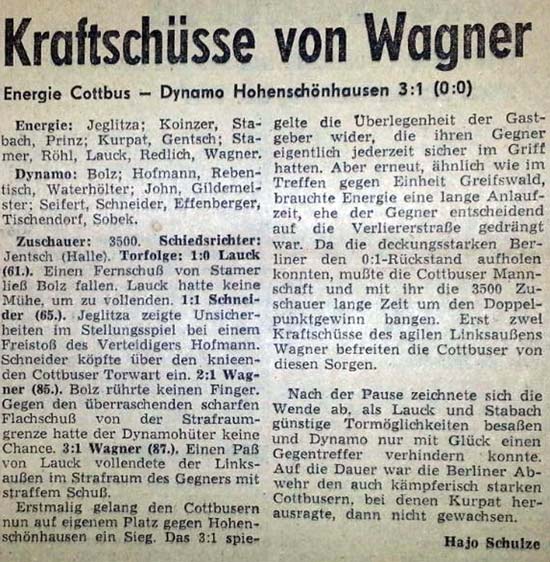 Kraftschüsse von Wagner
Energie Cottbus — Dynamo Hohenschönhausen 3:1 (0:0)
Energie: Jeglitza; Koinzer, Sta-
bach, Prinz; Kurpat, Gentsch; Sta-
mer, Röhl, Lauck, Redlich, Wagner.
Dynamo: Bolz; Hofmann, Reben-
tisch, Waterhölter; John, Gildemei-
ster; Seifert, Schneider, Effenberger,
Tischendorf, Sobek.
Zuschauer: 3500. Schiedsrichter:
Jentsch (Halle). Torfolge: 1:0 Lauck
(61.). Einen Fernschuß von Stamer
ließ Bolz fallen. Lauck hatte keine
Mühe, um zu vollenden. 1:1 Schnei-
der (65.). Jeglitza zeigte Unsicher-
heiten im Stellungsspiel bei einem
Freistoß des Verteidigers Hofmann.
Schneider köpfte über den knieen-
den Cottbuser Torwart ein. 2:1 Wag-
ner (85.). Bolz rührte keinen Finger.
Gegen den überraschenden scharfen
Flachschuß von der Strafraum-
grenze hatte der Dynamohüter keine
Chance. 3:1 Wagner (87.). Einen Paß
von Lauck vollendete der Links-
außen im Strafraum des Gegners mit
straffem Schuß.
Erstmalig gelang den Cottbusern
nun auf eigenem Platz gegen Hohen-
schönhausen ein Sieg. Das 3:1 spie-
gelte die Überlegenheit der Gast-
geber wider, die ihren Gegner
eigentlich jederzeit sicher im Griff
hatten. Aber erneut, ähnlich wie im
Treffen gegen Einheit Greifswald,
brauchte Energie eine lange Anlauf-
zeit, ehe der Gegner entscheidend
auf die Verliererstraße gedrängt
war. Da die deckungsstarken Ber-
liner den 0:1-Rückstand aufholen
konnten, mußte die Cottbuser Mann-
schaft und mit ihr die 3500 Zu-
schauer lange Zeit um den Doppel-
punktgewinn bangen. Erst zwei
Kraftschüsse des agilen Linksaußens
Wagner befreiten die Cottbuser von
diesen Sorgen.
Nach der Pause zeichnete sich die
Wende ab, als Lauck und Stabach
günstige Tormöglichkeiten besaßen
und Dynamo nur mit Glück einen
Gegentreffer verhindern konnte.
Auf die Dauer war die Berliner Ab-
wehr den auch kämpferisch starken
Cottbusern, bei denen Kurpat her-
ausragte, dann nicht gewachsen.
Hajo Schulze